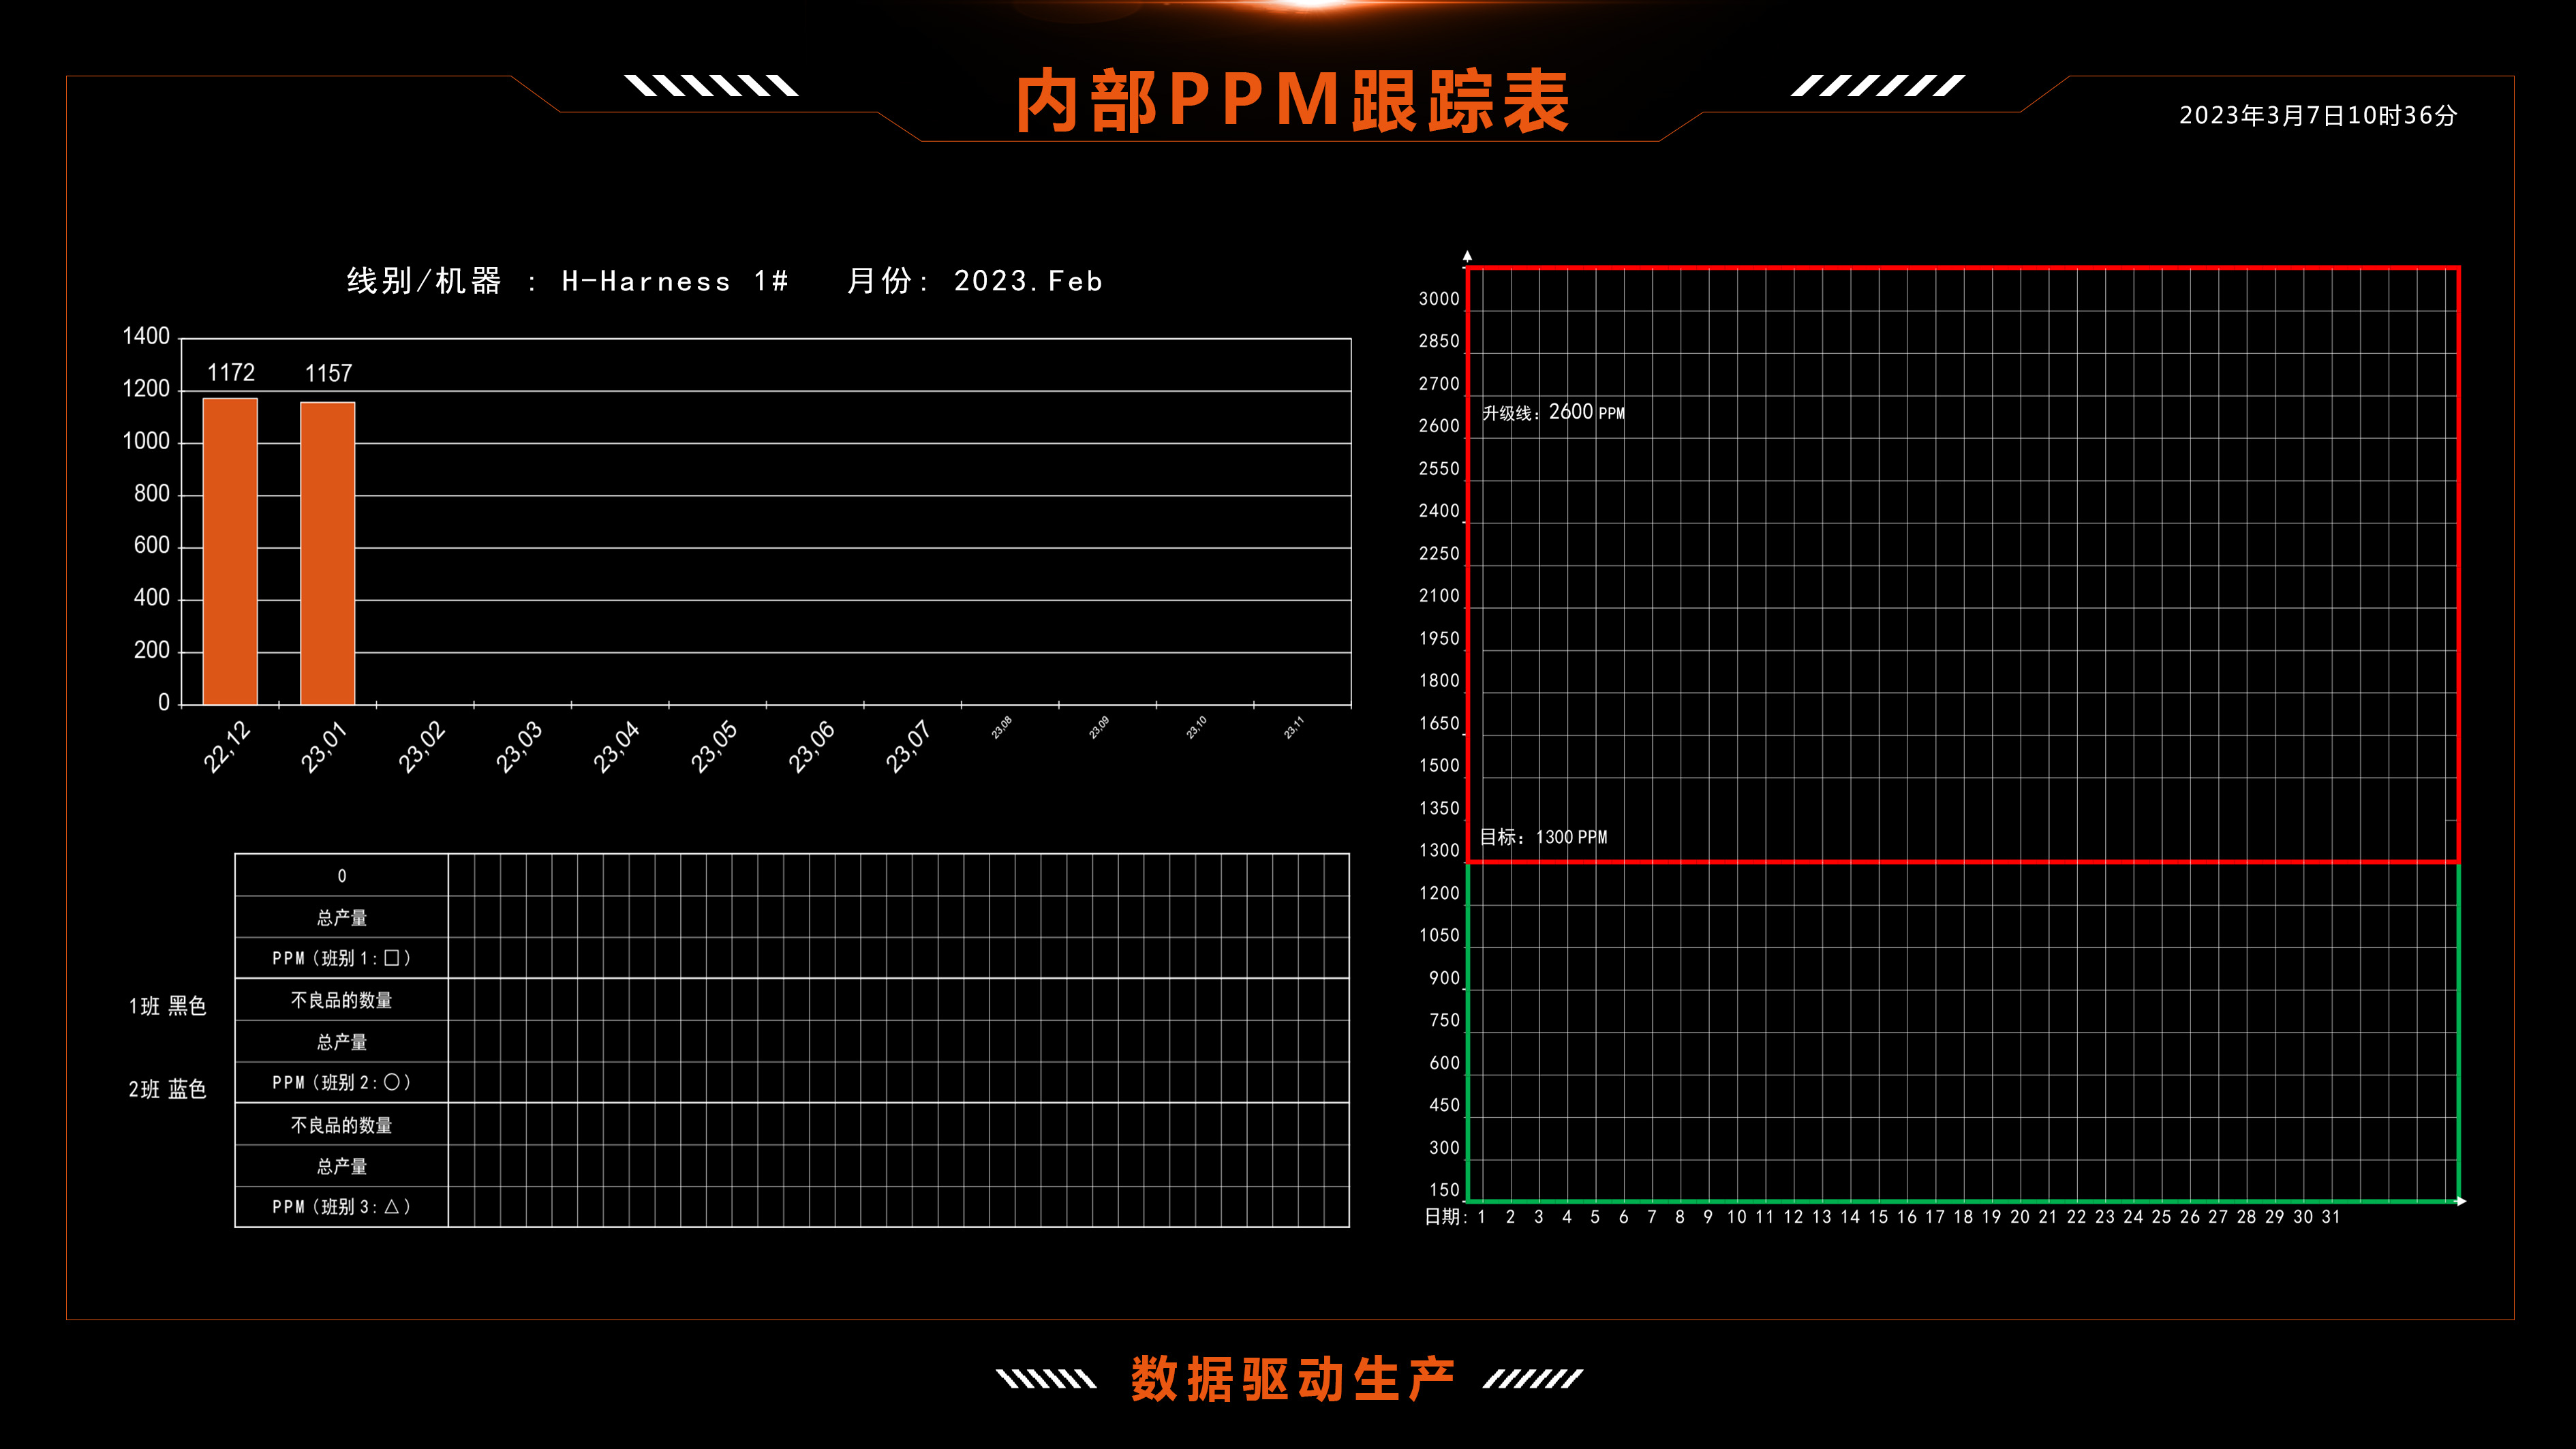 内部PPM跟踪表
2023年3月7日10时36分
线别/机器 : H-Harness 1# 月份: 2023.Feb
1400
1200
1000
800
600
400
200
0
1172
1157
22,12 23,01 23,02 23,03 23,04 23,05 23,06 23,07 23,08 23,09 23,10 23,11
1班 黑色
2班 蓝色
0
总产量
PPM(班别 1:□)
不良品的数量
总产量
PPM(班别 2:○)
不良品的数量
总产量
PPM(班别 3:△)
3000
2850
2700
2600
2550
2400
2250
2100
1950
1800
1650
1500
1350
1300
1200
1050
900
750
600
450
300
150
升级线: 2600 PPM
目标: 1300 PPM
日期: 1 2 3 4 5 6 7 8 9 10 11 12 13 14 15 16 17 18 19 20 21 22 23 24 25 26 27 28 29 30 31
数据驱动生产